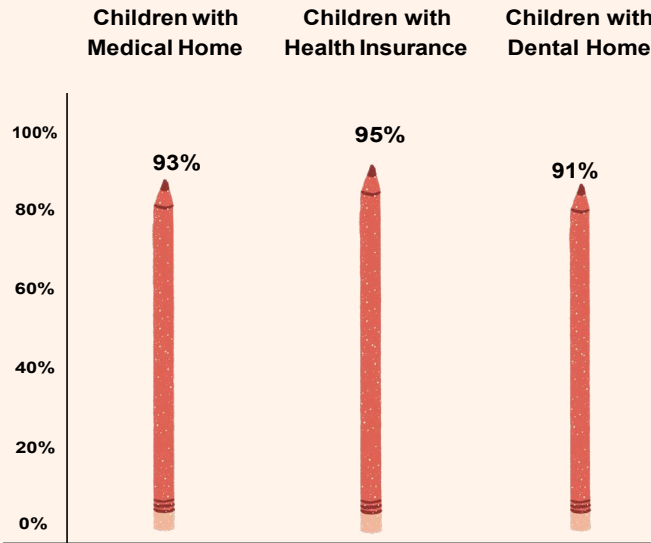 Children with
Medical Home
Children with
Health Insurance
Children with
Dental Home
100%
80%
60%
40%
20%
0%
93%
95%
91%